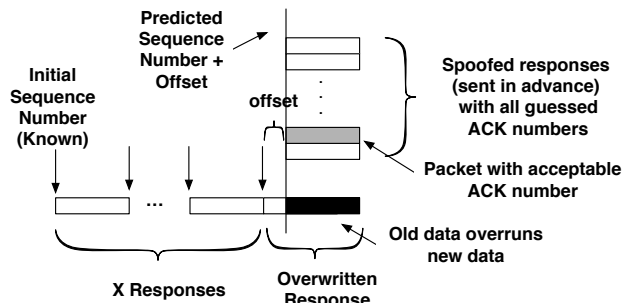 Predicted
Sequence
Number +
Offset
Initial
Sequence
Number
(Known)
offset
Spoofed responses
(sent in advance)
with all guessed
ACK numbers
Packet with acceptable
ACK number
...
Old data overruns
new data
X Responses
Overwritten
Response